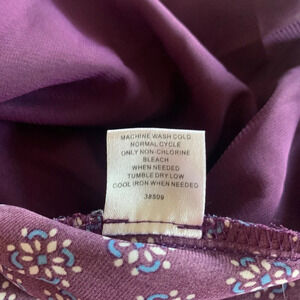 MACHINE WASH COLD
NORMAL CYCLE
ONLY NON-CHLORINE
BLEACH
WHEN NEEDED
TUMBLE DRY LOW
COOL IRON WHEN NEEDED
38509